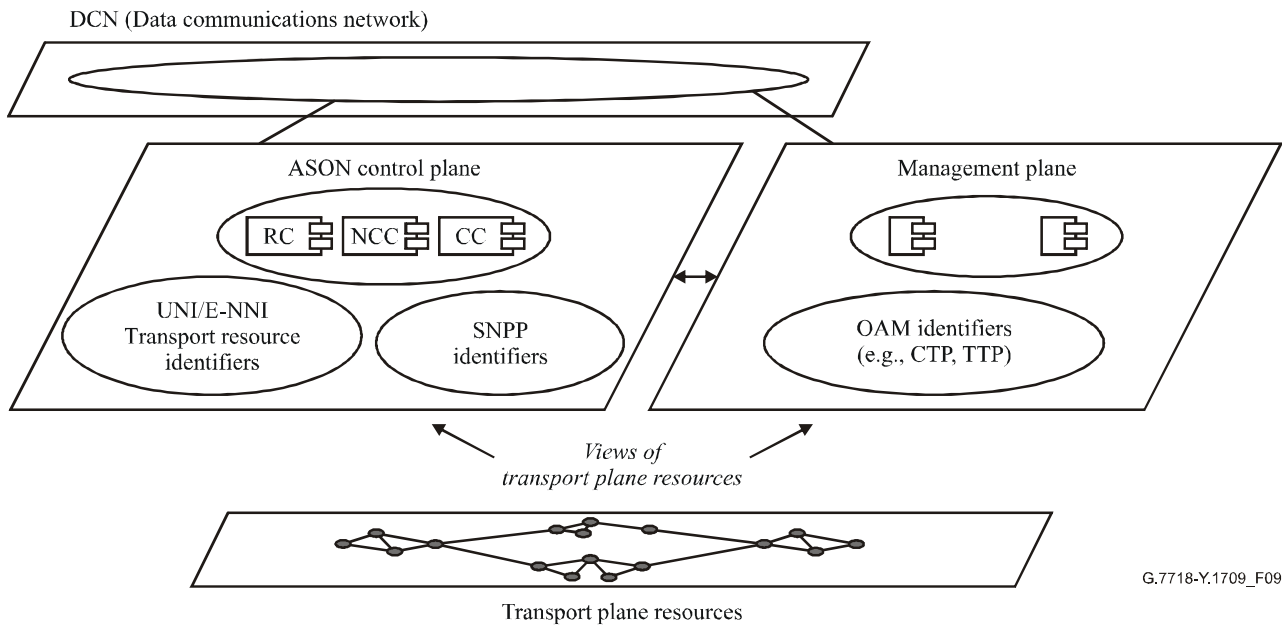 DCN (Data communications network)
ASON control plane
RC
NCC
CC
UNI/E-NNI
Transport resource
identifiers
SNPP
identifiers
Management plane
OAM identifiers
(e.g., CTP, TTP)
Views of
transport plane resources
Transport plane resources
G.7718-Y.1709_F09